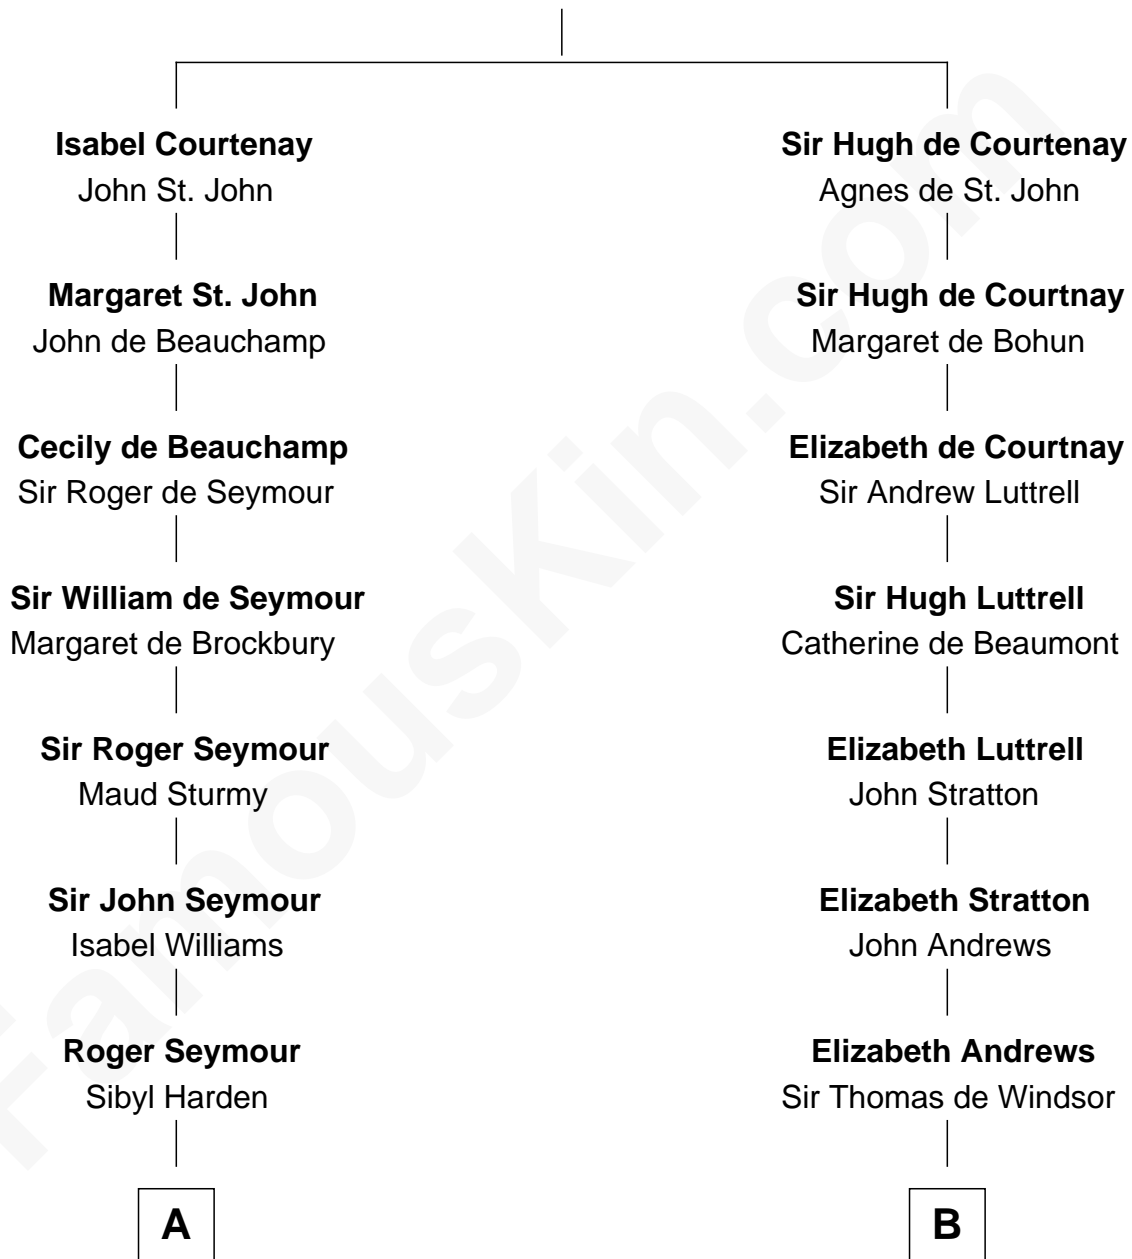 Isabel Courtenay
John St. John
Sir Hugh de Courtenay
Agnes de St. John
Margaret St. John
John de Beauchamp
Sir Hugh de Courtnay
Margaret de Bohun
Cecily de Beauchamp
Sir Roger de Seymour
Elizabeth de Courtnay
Sir Andrew Luttrell
Sir William de Seymour
Margaret de Brockbury
Sir Hugh Luttrell
Catherine de Beaumont
Sir Roger Seymour
Maud Sturmy
Elizabeth Luttrell
John Stratton
Sir John Seymour
Isabel Williams
Elizabeth Stratton
John Andrews
Roger Seymour
Sibyl Harden
Elizabeth Andrews
Sir Thomas de Windsor
A
B
FamousKin.com